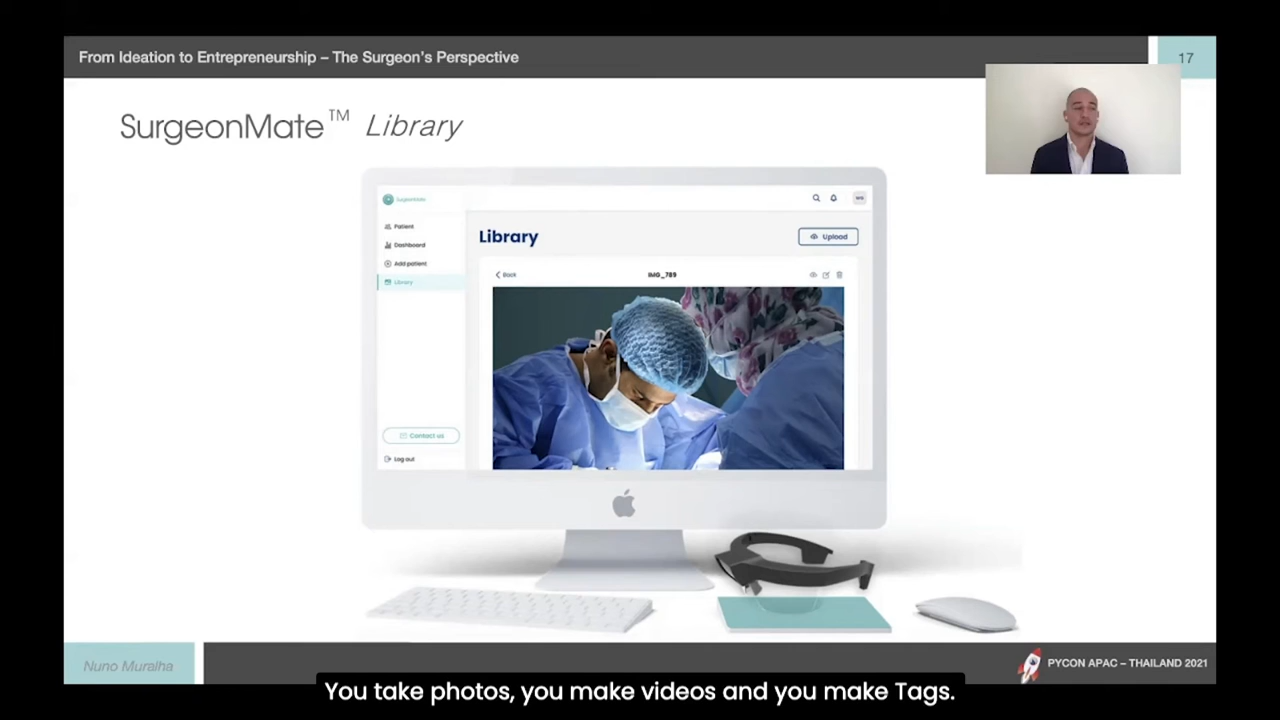 From Ideation to Entrepreneurship – The Surgeon's Perspective
17
SurgeonMate™ Library
SurgeonMate
MG
Patient
Dashboard
Add patient
Library
Library
Upload
Back
IMG_789
Contact us
Log out
Nuno Muralha
PYCON APAC – THAILAND 2021
You take photos, you make videos and you make Tags.